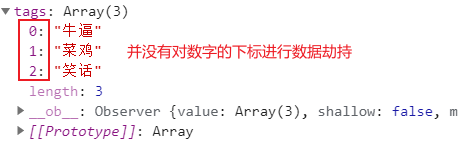 ▼ tags: Array(3)
0: "牛逼"
1: "菜鸡" 并没有对数字的下标进行数据劫持
2: "笑话"
length: 3
▶ __ob__: Observer {value: Array(3), shallow: false, m
▶ [[Prototype]]: Array